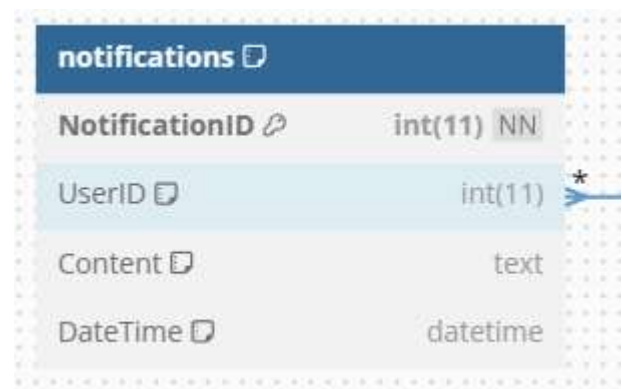 notifications
NotificationID int(11) NN
UserID int(11) *
Content text
DateTime datetime